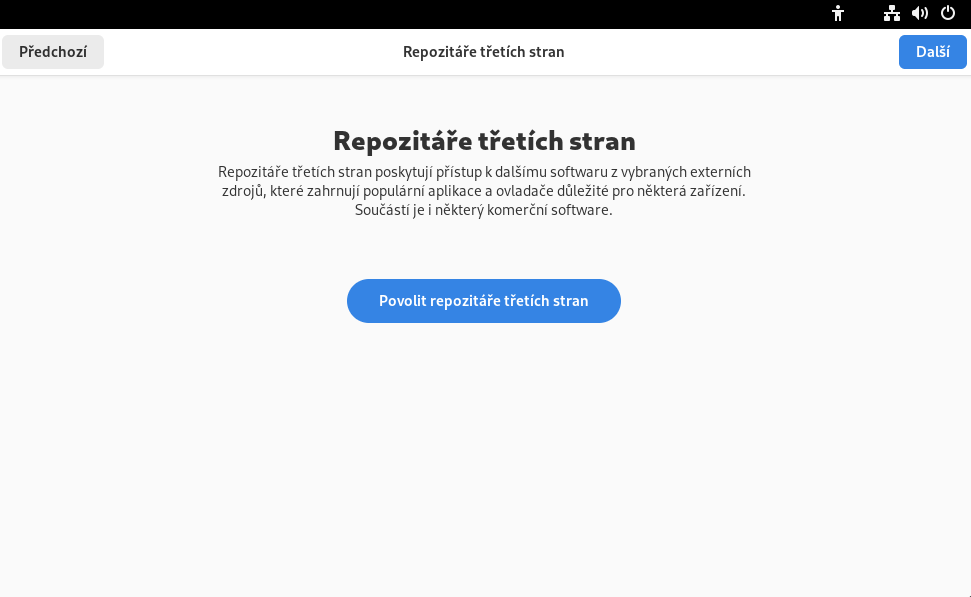 Předchozí
Repozitáře třetích stran
Další
Repozitáře třetích stran
Repozitáře třetích stran poskytují přístup k dalšímu softwaru z vybraných externích
zdrojů, které zahrnují populární aplikace a ovladače důležité pro některá zařízení.
Součástí je i některý komerční software.
Povolit repozitáře třetích stran